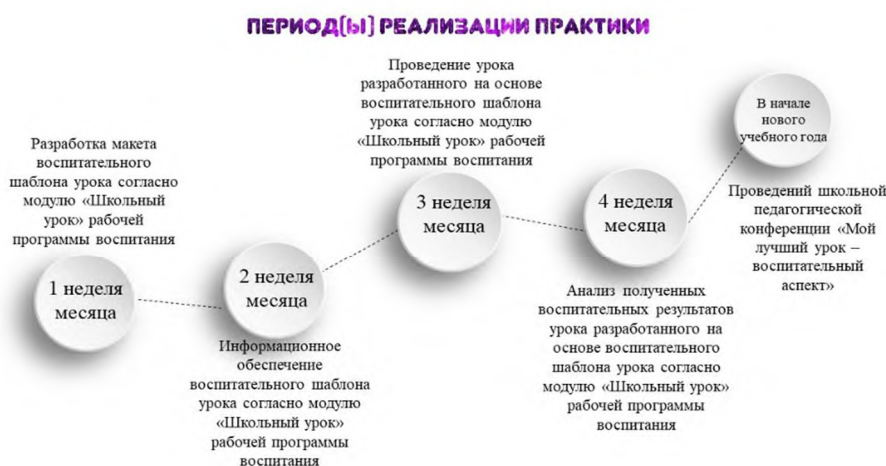 ПЕРИОД[Ы] РЕАЛИЗАЦИИ ПРАКТИКИ
Разработка макета
воспитательного
шаблона урока согласно
модулю «Школьный
урок» рабочей
программы воспитания
1 неделя
месяца
2 неделя
месяца
Информационное
обеспечение
воспитательного шаблона
урока согласно модулю
«Школьный урок»
рабочей программы
воспитания
Проведение урока
разработанного на основе
воспитательного шаблона
урока согласно модулю
«Школьный урок» рабочей
программы воспитания
3 неделя
месяца
4 неделя
месяца
Анализ полученных
воспитательных результатов
урока разработанного на
основе воспитательного
шаблона урока согласно
модулю «Школьный урок»
рабочей программы
воспитания
В начале
нового
учебного года
Проведений школьной
педагогической
конференции «Мой
лучший урок –
воспитательный
аспект»